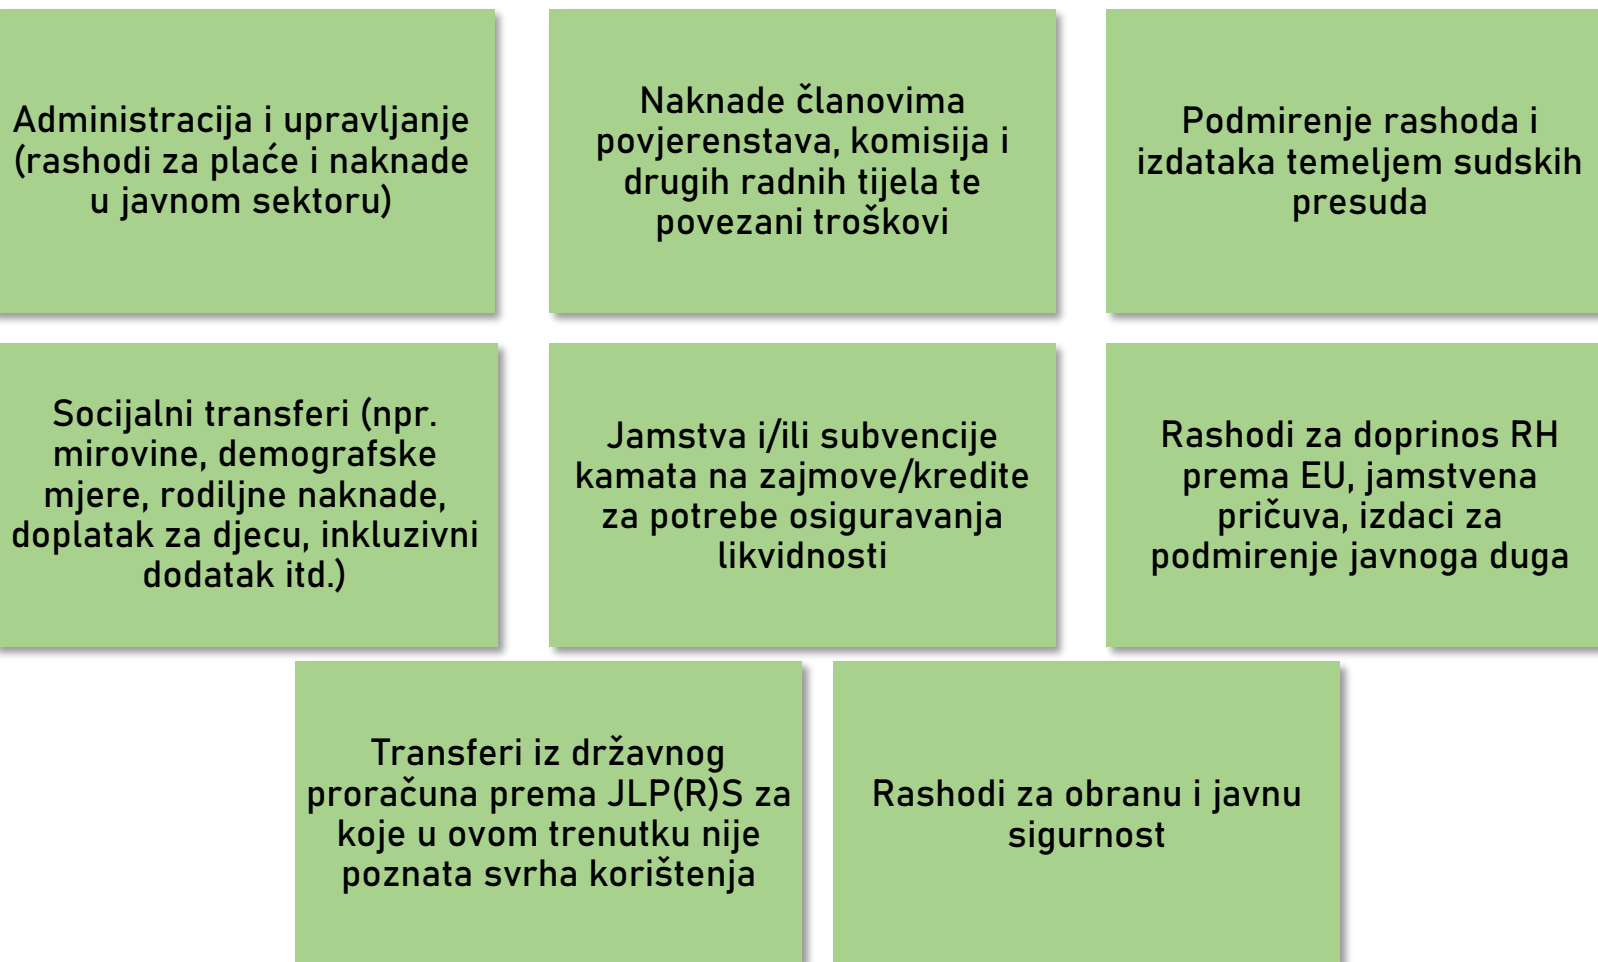 Administracija i upravljanje
(rashodi za plaće i naknade
u javnom sektoru)
Naknade članovima
povjerenstava, komisija i
drugih radnih tijela te
povezani troškovi
Podmirenje rashoda i
izdataka temeljem sudskih
presuda
Socijalni transferi (npr.
mirovine, demografske
mjere, rodiljne naknade,
doplatak za djecu, inkluzivni
dodatak itd.)
Jamstva i/ili subvencije
kamata na zajmove/kredite
za potrebe osiguravanja
likvidnosti
Rashodi za doprinos RH
prema EU, jamstvena
pričuva, izdaci za
podmirenje javnoga duga
Transferi iz državnog
proračuna prema JLP(R)S za
koje u ovom trenutku nije
poznata svrha korištenja
Rashodi za obranu i javnu
sigurnost